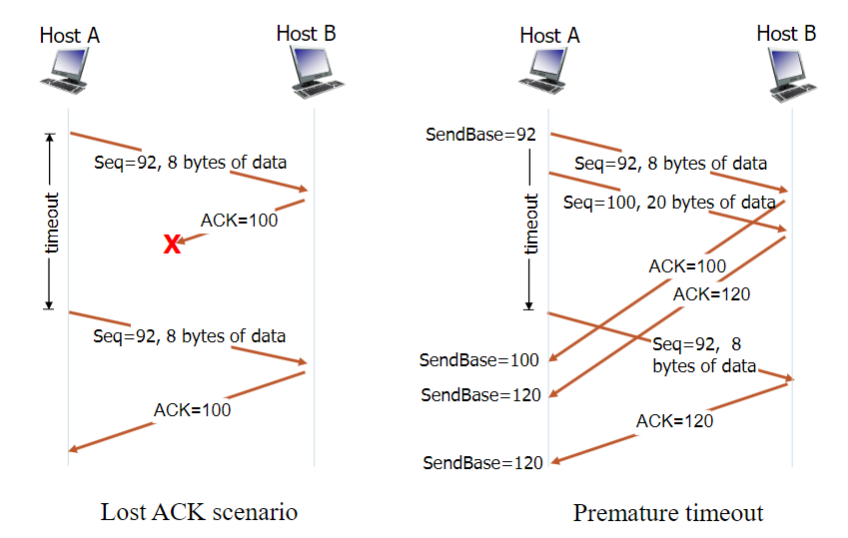 Host A
Host B
Seq=92, 8 bytes of data
ACK=100
X
timeout
Seq=92, 8 bytes of data
ACK=100
Lost ACK scenario
Host A
Host B
SendBase=92
Seq=92, 8 bytes of data
Seq=100, 20 bytes of data
timeout
ACK=100
ACK=120
Seq=92, 8
bytes of data
SendBase=100
SendBase=120
ACK=120
SendBase=120
Premature timeout